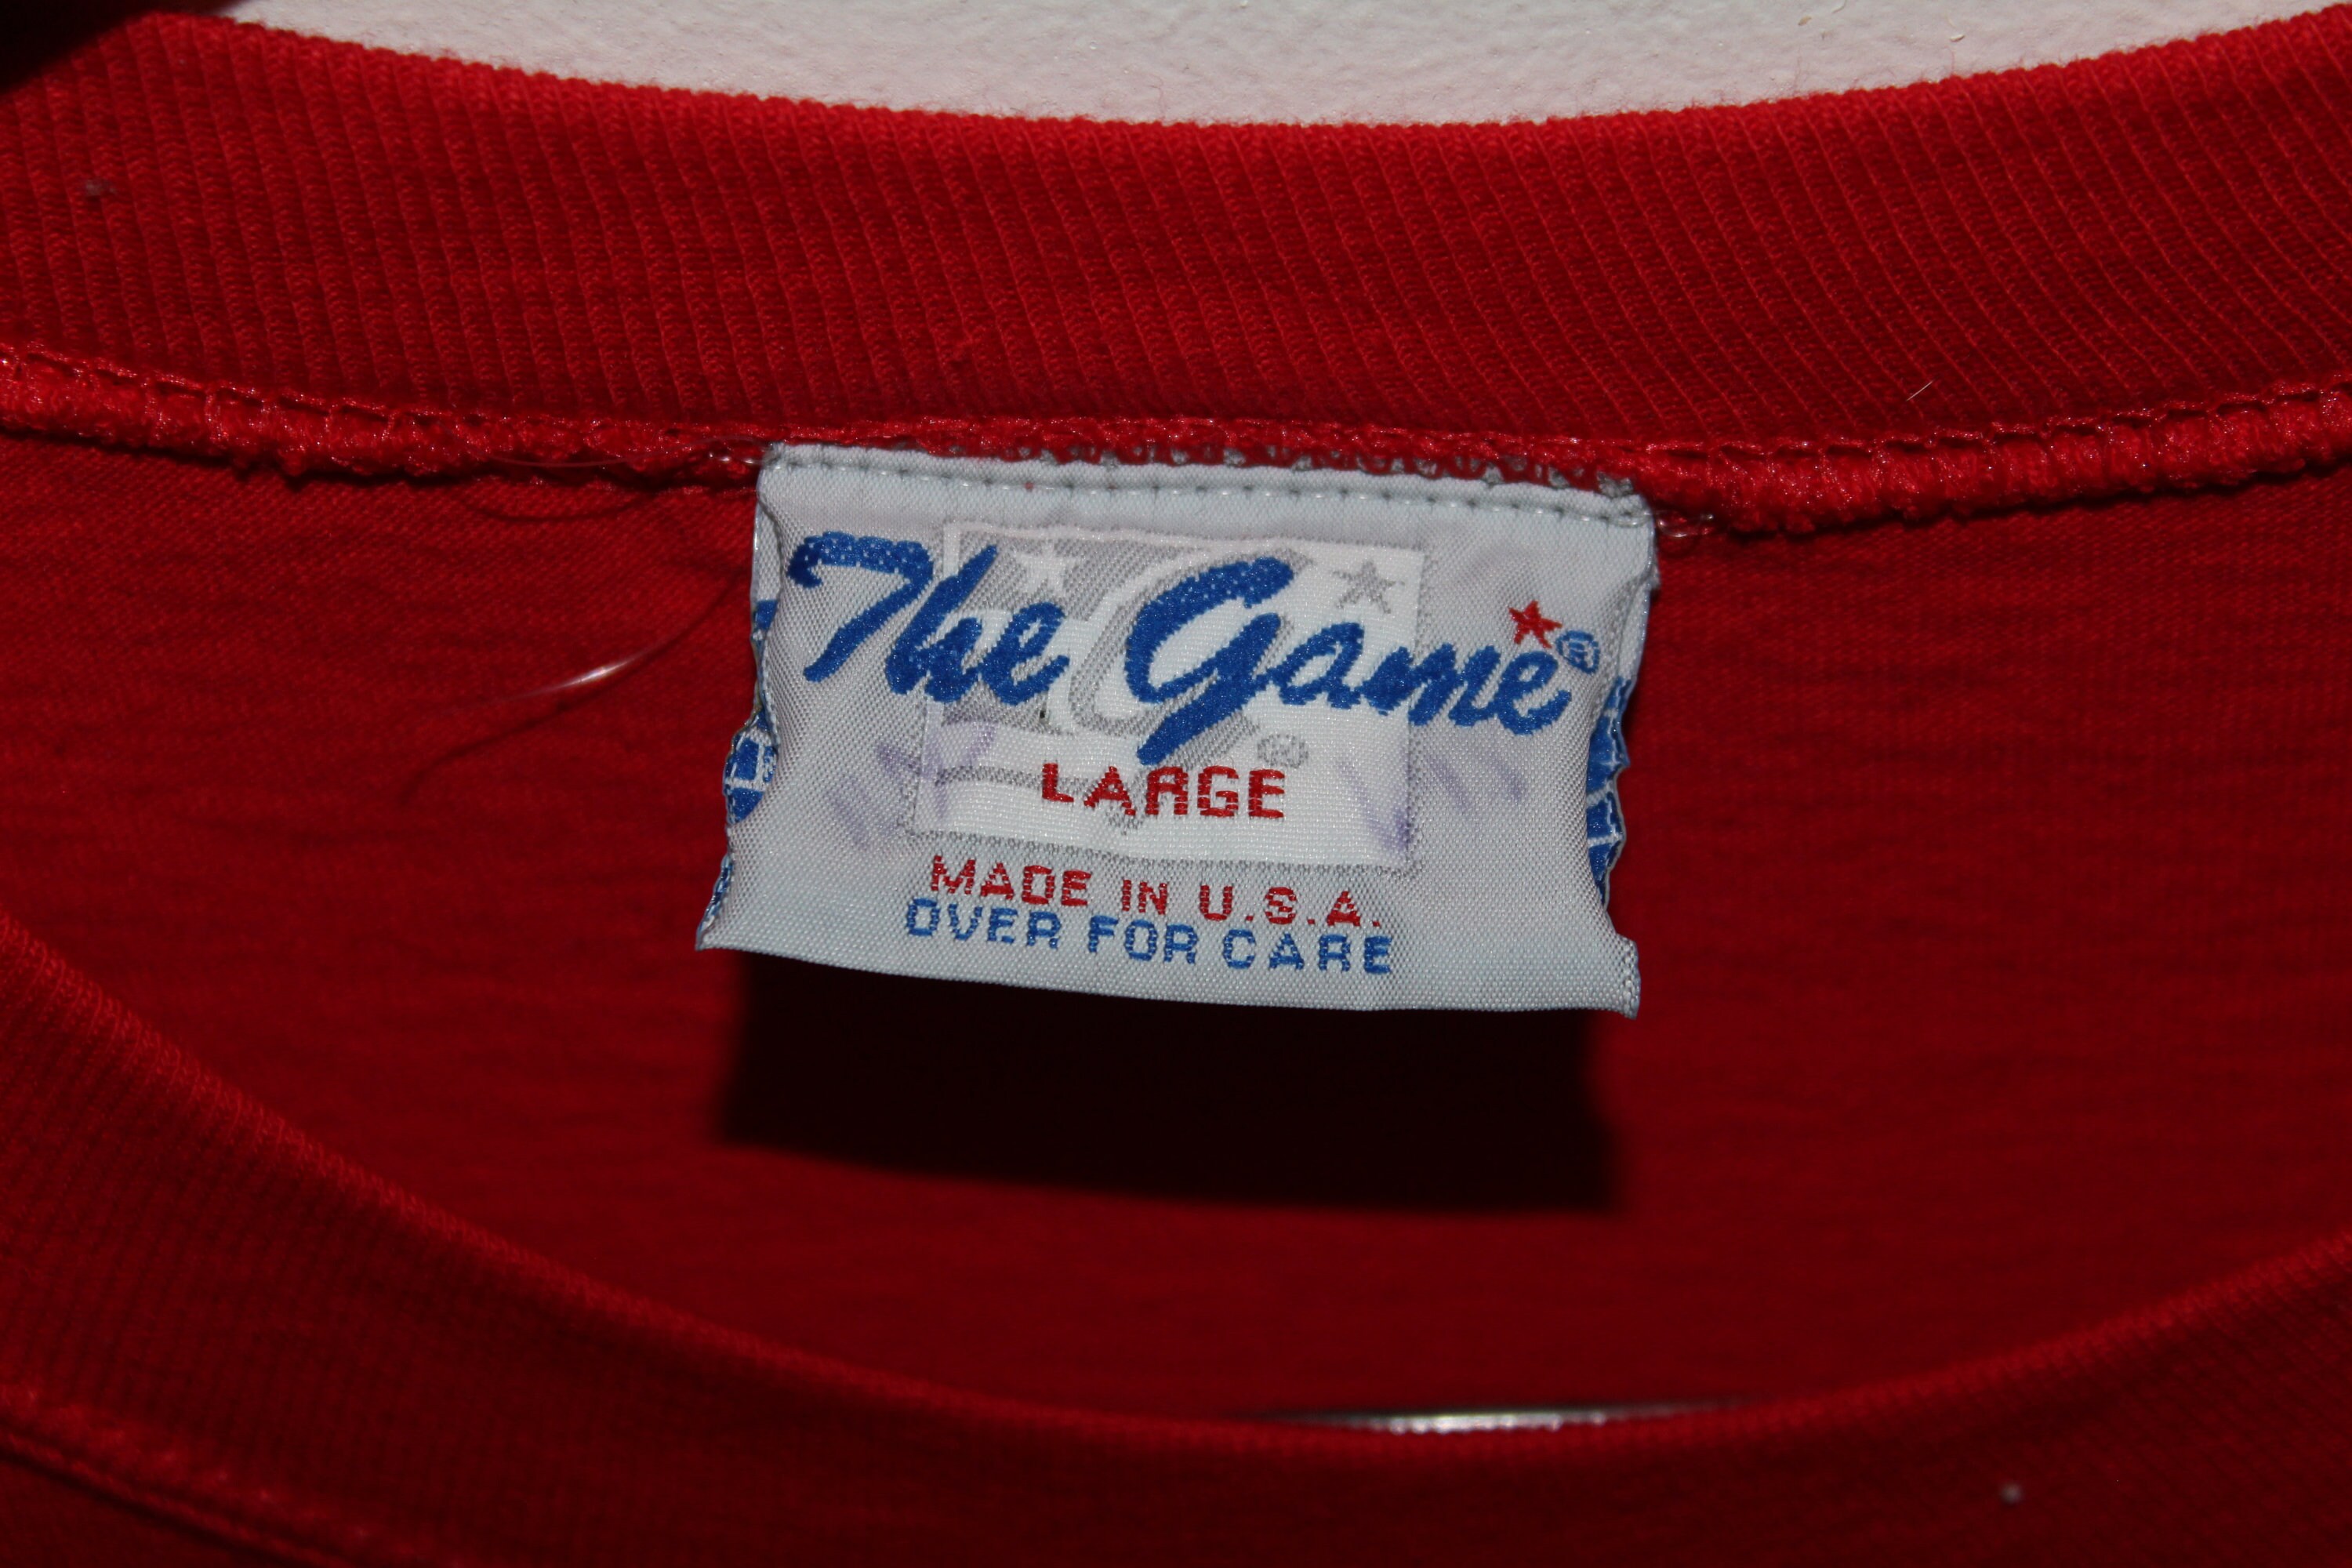 The Game®
®
LARGE
MADE IN U.S.A.
OVER FOR CARE